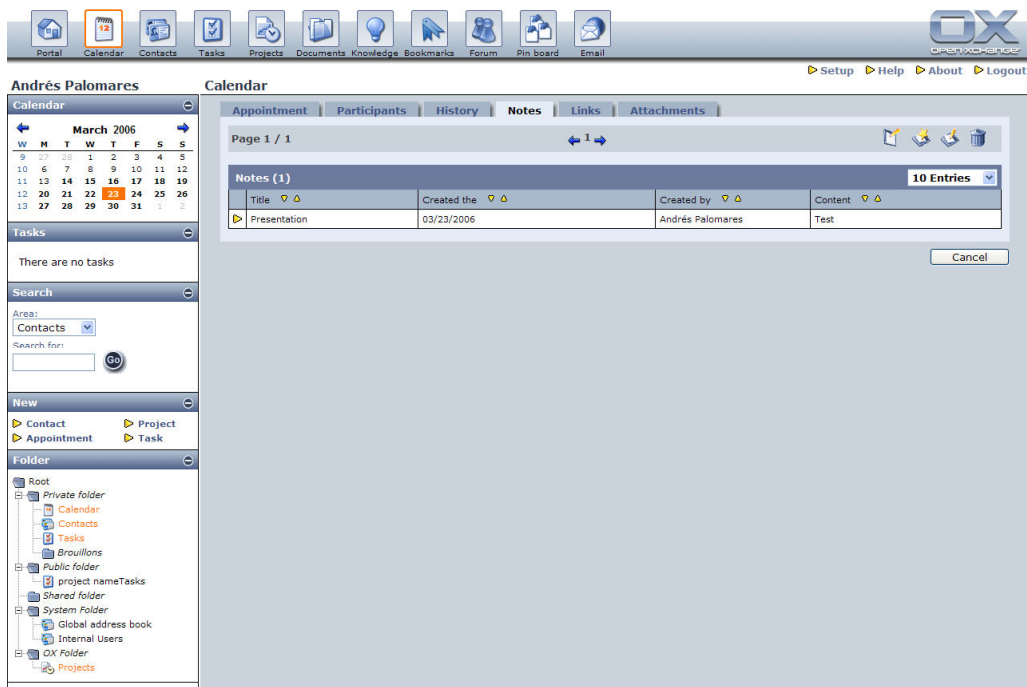 Portal Calendar Contacts Tasks Projects Documents Knowledge Bookmarks Forum Pin board Email
OX
OPEN-XCHANGE
Setup Help About Logout
Andrés Palomares
Calendar
Calendar
March 2006
W M T W T F S S
9 27 28 1 2 3 4 5
10 6 7 8 9 10 11 12
11 13 14 15 16 17 18 19
12 20 21 22 23 24 25 26
13 27 28 29 30 31 1 2
Tasks
There are no tasks
Search
Area:
Contacts
Search for:
Go
New
Contact Project
Appointment Task
Folder
Root
Private folder
Calendar
Contacts
Tasks
Brouillons
Public folder
project nameTasks
Shared folder
System Folder
Global address book
Internal Users
OX Folder
Projects
Appointment Participants History Notes Links Attachments
Page 1 / 1
1
Notes (1)
10 Entries
Title Created the Created by Content
Presentation 03/23/2006 Andrés Palomares Test
Cancel